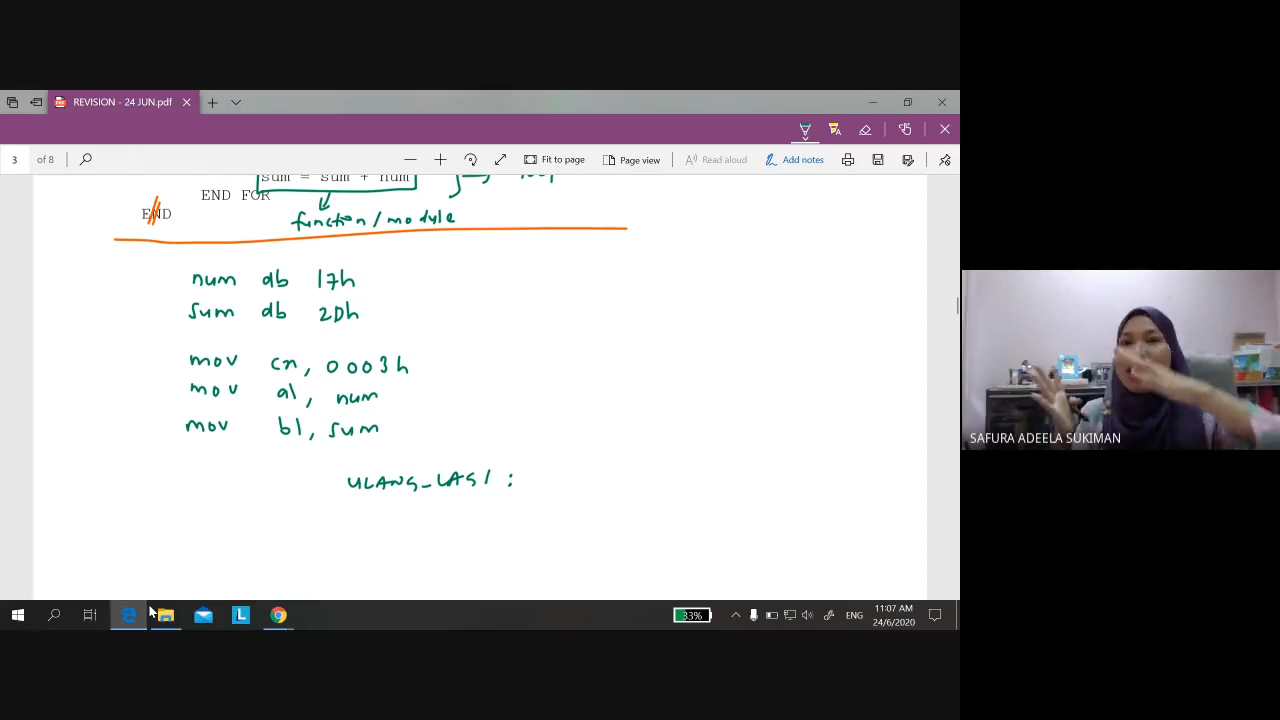 REVISION - 24 JUN.pdf
3 of 8 Fit to page Page view Read aloud Add notes
sum = sum + num
END FOR
END
function / module
num db 17h
sum db 2Dh
mov cx, 0003h
mov al, num
mov bl, sum
ULANG_LAGI :
SAFURA ADEELA SUKIMAN
33% ENG 11:07 AM
24/6/2020